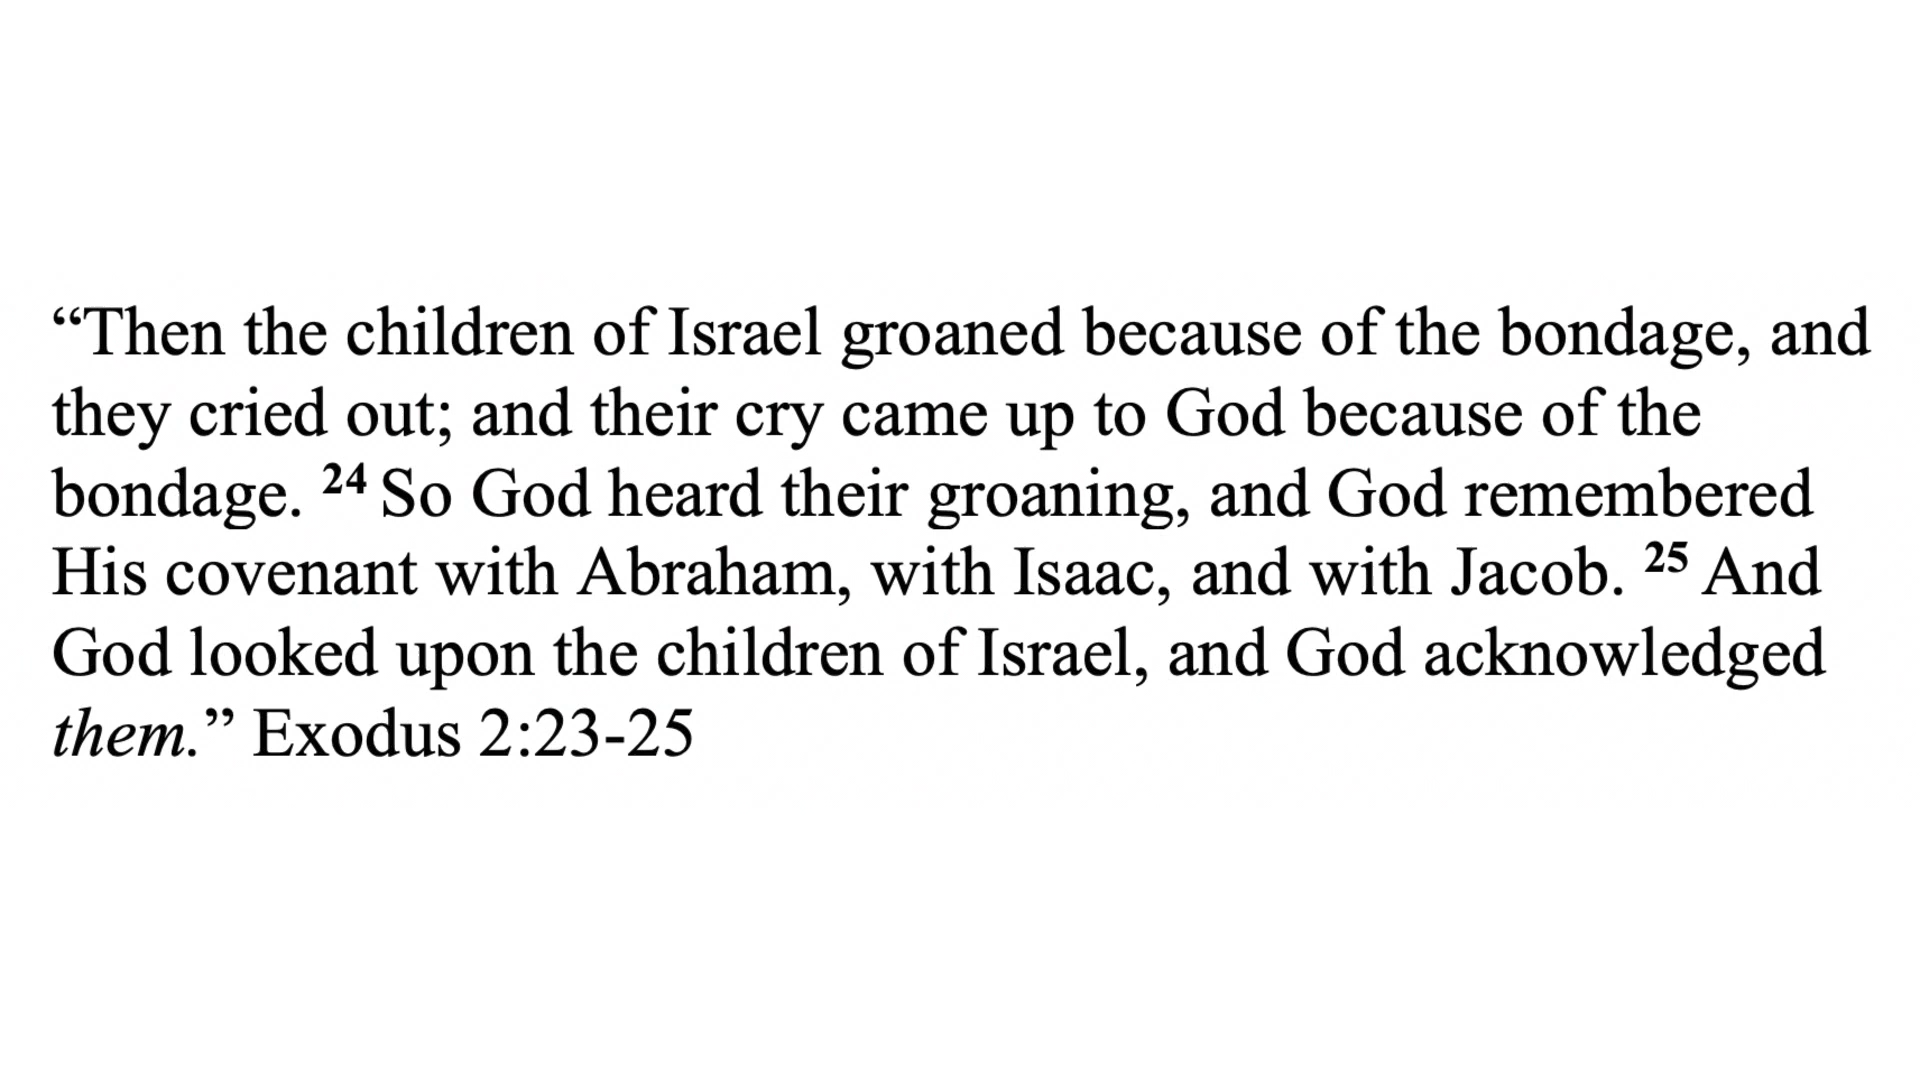 “Then the children of Israel groaned because of the bondage, and
they cried out; and their cry came up to God because of the
bondage. 24 So God heard their groaning, and God remembered
His covenant with Abraham, with Isaac, and with Jacob. 25 And
God looked upon the children of Israel, and God acknowledged
them.” Exodus 2:23-25